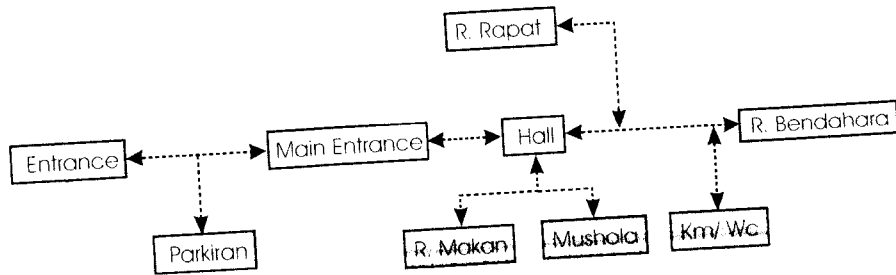 R. Rapat
R. Bendahara
Hall
Main Entrance
Entrance
Parkiran
R. Makan
Mushola
Km/ Wc